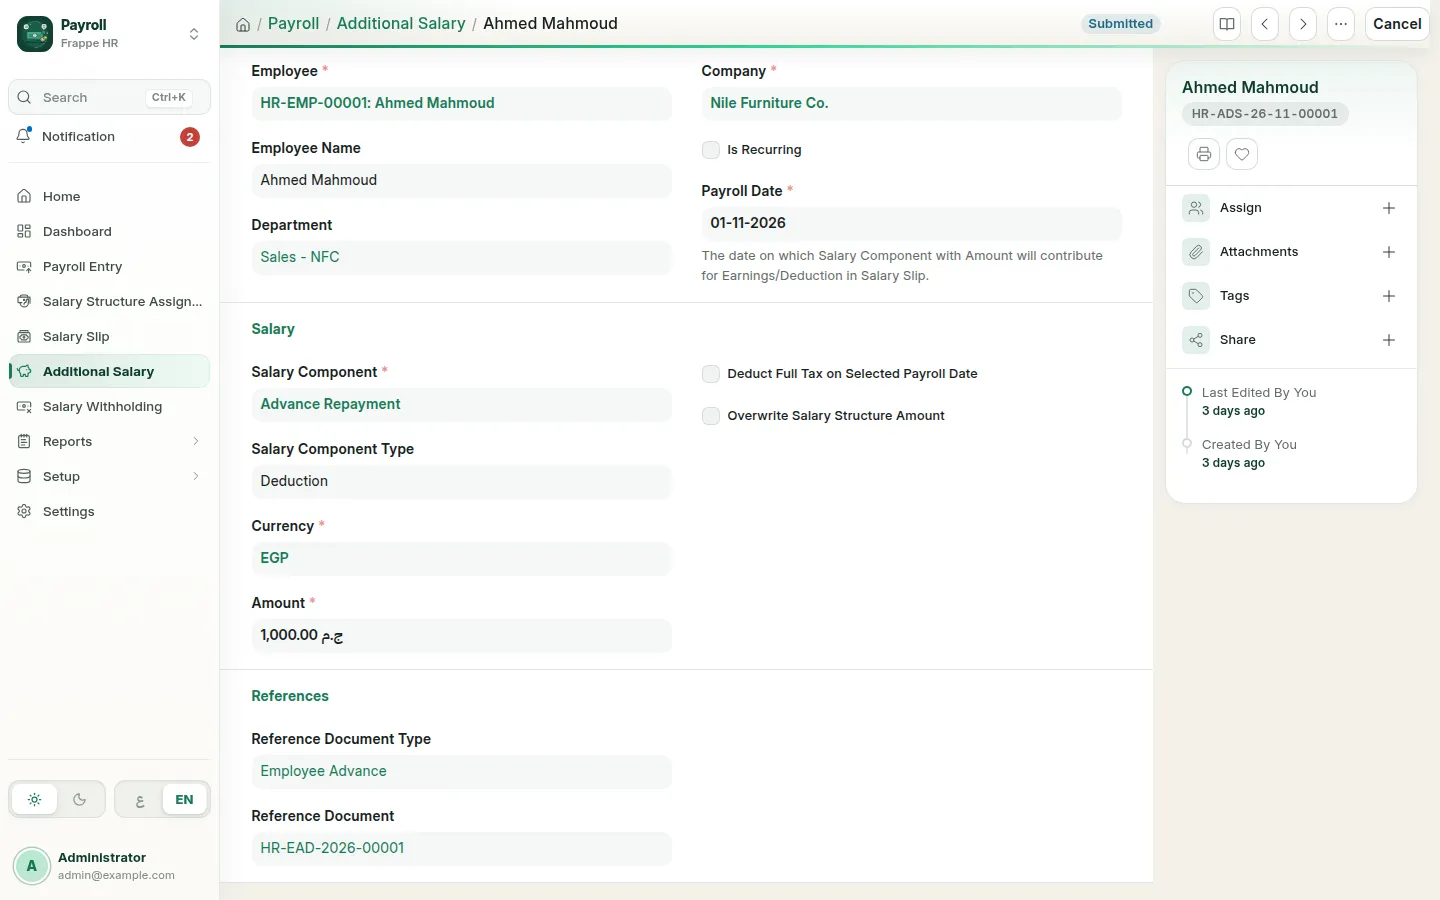 Payroll
Frappe HR
Search Ctrl+K
Notification 2
Home
Dashboard
Payroll Entry
Salary Structure Assign...
Salary Slip
Additional Salary
Salary Withholding
Reports
Setup
Settings
ع EN
A
Administrator
admin@example.com
/ Payroll / Additional Salary / Ahmed Mahmoud
Submitted
Cancel
Employee *
HR-EMP-00001: Ahmed Mahmoud
Employee Name
Ahmed Mahmoud
Department
Sales - NFC
Company *
Nile Furniture Co.
Is Recurring
Payroll Date *
01-11-2026
The date on which Salary Component with Amount will contribute
for Earnings/Deduction in Salary Slip.
Salary
Salary Component *
Advance Repayment
Salary Component Type
Deduction
Currency *
EGP
Amount *
1,000.00 ج.م
Deduct Full Tax on Selected Payroll Date
Overwrite Salary Structure Amount
References
Reference Document Type
Employee Advance
Reference Document
HR-EAD-2026-00001
Ahmed Mahmoud
HR-ADS-26-11-00001
Assign
Attachments
Tags
Share
Last Edited By You
3 days ago
Created By You
3 days ago